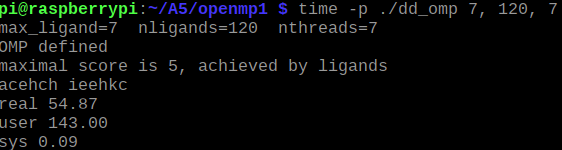 pi@raspberrypi:~/A5/openmp1 $ time -p ./dd_omp 7, 120, 7
max_ligand=7  nligands=120  nthreads=7
OMP defined
maximal score is 5, achieved by ligands
acehch ieehkc
real 54.87
user 143.00
sys 0.09